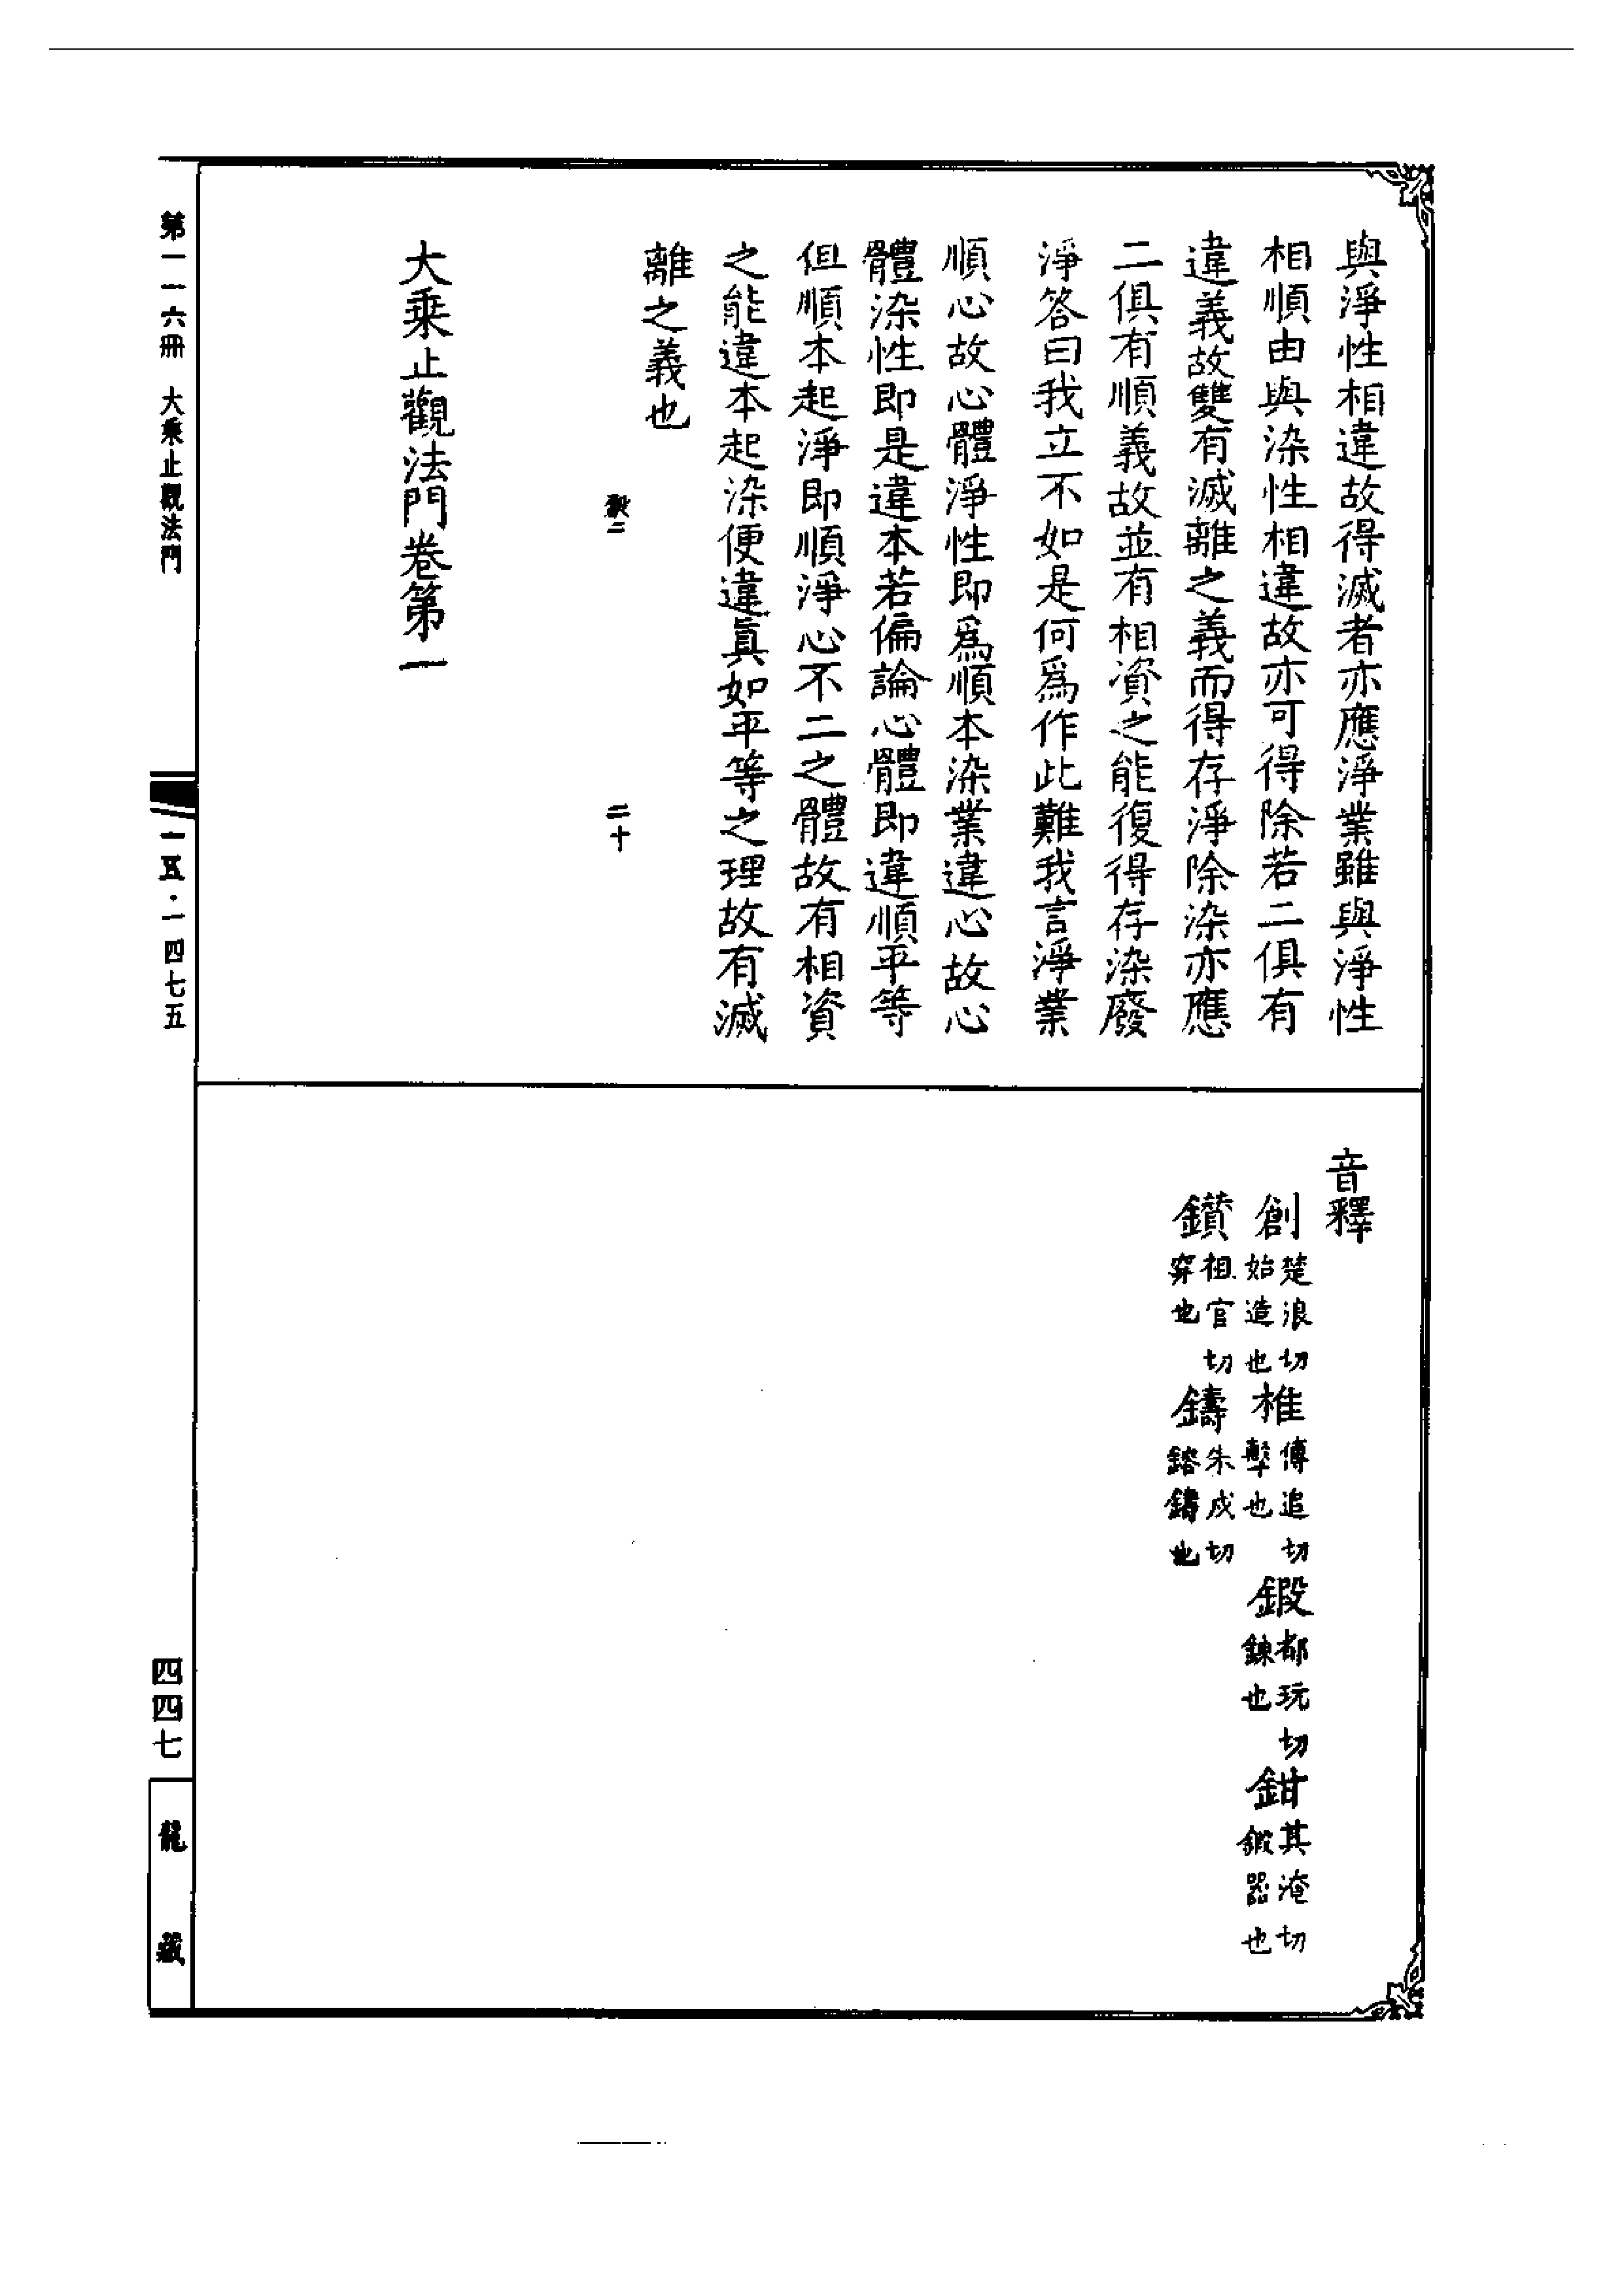 與淨性相違故得滅者亦應淨業雖與淨性
相順由與染性相違故亦可得除若二俱有
違義故雙有滅離之義而得存淨除染亦應
二俱有順義故並有相資之能復得存染廢
淨答曰我立不如是何爲作此難我言淨業
順心故心體淨性即爲順本染業違心故心
體染性即是違本若偏論心體即違順平等
但順本起淨即順淨心不二之體故有相資
之能違本起染便違真如平等之理故有滅
離之義也
二 二十
大乘止觀法門卷第一
音釋
創楚浪切始造也 椎傳追切擊也 鍛都玩切鍊也 鉗其淹切鍛器也
鑚祖官切穿也 鑄朱戍切鎔鑄也
第一一六冊 大乘止觀法門
一五·一四七五
四四七
龍藏